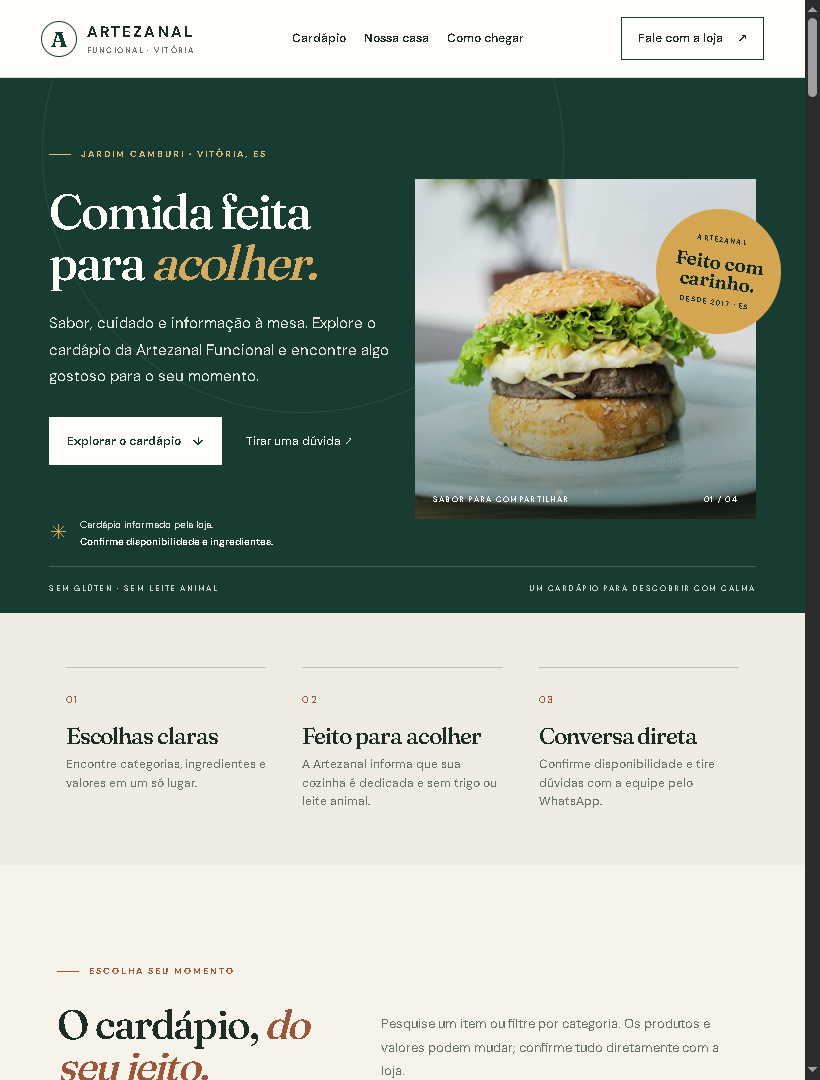 A
ARTEZANAL
FUNCIONAL · VITÓRIA
Cardápio
Nossa casa
Como chegar
Fale com a loja ↗
JARDIM CAMBURI • VITÓRIA, ES
Comida feita
para acolher.
Sabor, cuidado e informação à mesa. Explore o
cardápio da Artezanal Funcional e encontre algo
gostoso para o seu momento.
Explorar o cardápio ↓
Tirar uma dúvida ↗
Cardápio informado pela loja.
Confirme disponibilidade e ingredientes.
ARTEZANAL
Feito com
carinho.
DESDE 2017 · ES
SABOR PARA COMPARTILHAR
01 / 04
SEM GLÚTEN · SEM LEITE ANIMAL
UM CARDÁPIO PARA DESCOBRIR COM CALMA
01
Escolhas claras
Encontre categorias, ingredientes e
valores em um só lugar.
02
Feito para acolher
A Artezanal informa que sua
cozinha é dedicada e sem trigo ou
leite animal.
03
Conversa direta
Confirme disponibilidade e tire
dúvidas com a equipe pelo
WhatsApp.
ESCOLHA SEU MOMENTO
O cardápio, do
seu jeito.
Pesquise um item ou filtre por categoria. Os produtos e
valores podem mudar; confirme tudo diretamente com a
loja.